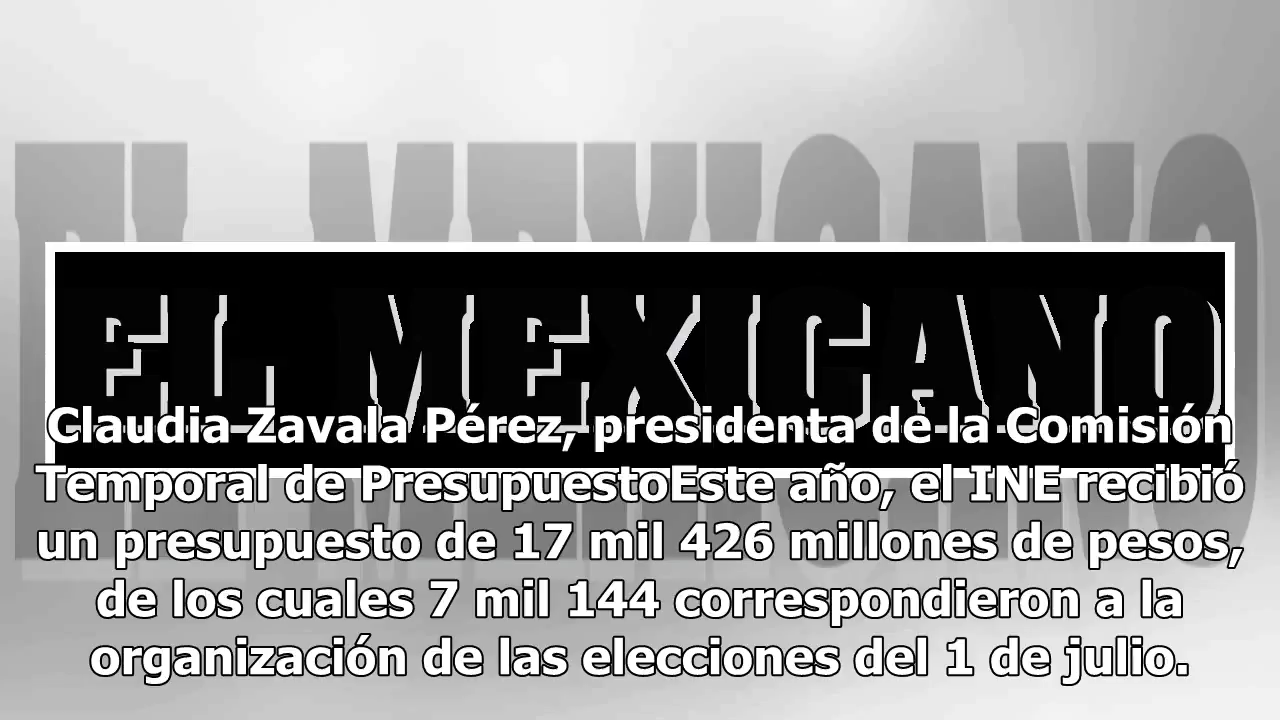 EL MEXICANO
EL MEXICANO
Claudia Zavala Pérez, presidenta de la Comisión
Temporal de PresupuestoEste año, el INE recibió
un presupuesto de 17 mil 426 millones de pesos,
de los cuales 7 mil 144 correspondieron a la
organización de las elecciones del 1 de julio.